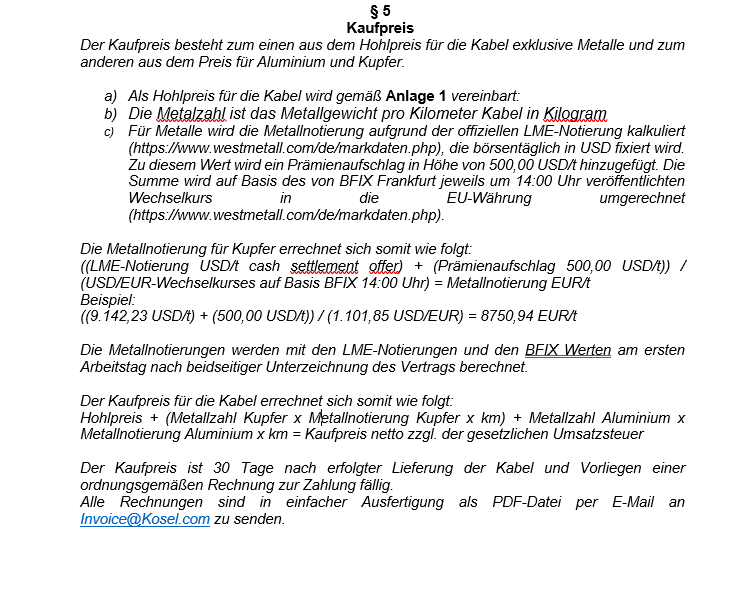 § 5
Kaufpreis
Der Kaufpreis besteht zum einen aus dem Hohlpreis für die Kabel exklusive Metalle und zum
anderen aus dem Preis für Aluminium und Kupfer.
a) Als Hohlpreis für die Kabel wird gemäß Anlage 1 vereinbart:
b) Die Metalzahl ist das Metallgewicht pro Kilometer Kabel in Kilogram
c) Für Metalle wird die Metallnotierung aufgrund der offiziellen LME-Notierung kalkuliert
(https://www.westmetall.com/de/markdaten.php), die börsentäglich in USD fixiert wird.
Zu diesem Wert wird ein Prämienaufschlag in Höhe von 500,00 USD/t hinzugefügt. Die
Summe wird auf Basis des von BFIX Frankfurt jeweils um 14:00 Uhr veröffentlichten
Wechselkurs in die EU-Währung umgerechnet
(https://www.westmetall.com/de/markdaten.php).
Die Metallnotierung für Kupfer errechnet sich somit wie folgt:
((LME-Notierung USD/t cash settlement offer) + (Prämienaufschlag 500,00 USD/t)) /
(USD/EUR-Wechselkurses auf Basis BFIX 14:00 Uhr) = Metallnotierung EUR/t
Beispiel:
((9.142,23 USD/t) + (500,00 USD/t)) / (1.101,85 USD/EUR) = 8750,94 EUR/t
Die Metallnotierungen werden mit den LME-Notierungen und den BFIX Werten am ersten
Arbeitstag nach beidseitiger Unterzeichnung des Vertrags berechnet.
Der Kaufpreis für die Kabel errechnet sich somit wie folgt:
Hohlpreis + (Metallzahl Kupfer x Metallnotierung Kupfer x km) + Metallzahl Aluminium x
Metallnotierung Aluminium x km = Kaufpreis netto zzgl. der gesetzlichen Umsatzsteuer
Der Kaufpreis ist 30 Tage nach erfolgter Lieferung der Kabel und Vorliegen einer
ordnungsgemäßen Rechnung zur Zahlung fällig.
Alle Rechnungen sind in einfacher Ausfertigung als PDF-Datei per E-Mail an
Invoice@Kosel.com zu senden.